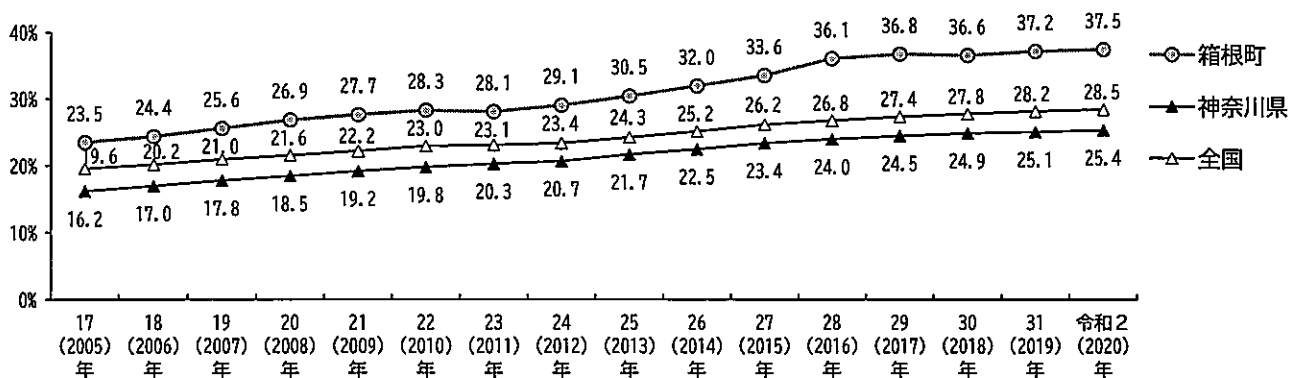 40%
30%
20%
10%
0%
23.5 24.4 25.6 26.9 27.7 28.3 28.1 29.1 30.5 32.0 33.6 36.1 36.8 36.6 37.2 37.5
19.6 20.2 21.0 21.6 22.2 23.0 23.1 23.4 24.3 25.2 26.2 26.8 27.4 27.8 28.2 28.5
16.2 17.0 17.8 18.5 19.2 19.8 20.3 20.7 21.7 22.5 23.4 24.0 24.5 24.9 25.1 25.4
箱根町
神奈川県
全国
17 18 19 20 21 22 23 24 25 26 27 28 29 30 31 令和2
(2005) (2006) (2007) (2008) (2009) (2010) (2011) (2012) (2013) (2014) (2015) (2016) (2017) (2018) (2019) (2020)
年 年 年 年 年 年 年 年 年 年 年 年 年 年 年 年